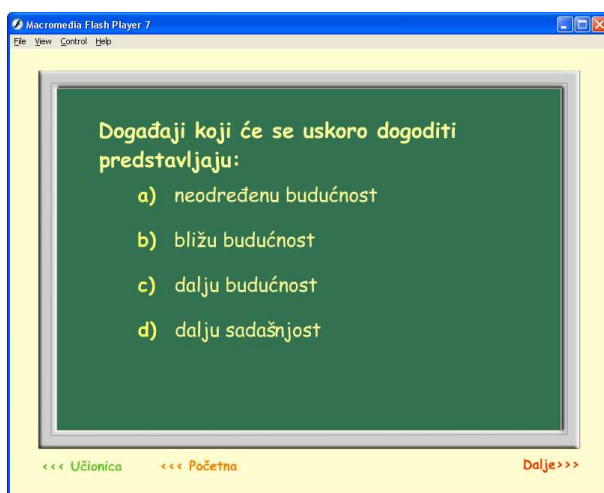 Macromedia Flash Player 7
File View Control Help
Događaji koji će se uskoro dogoditi
predstavljaju:
a) neodređenu budućnost
b) bližu budućnost
c) dalju budućnost
d) dalju sadašnjost
<<< Učionica <<< Početna Dalje>>>